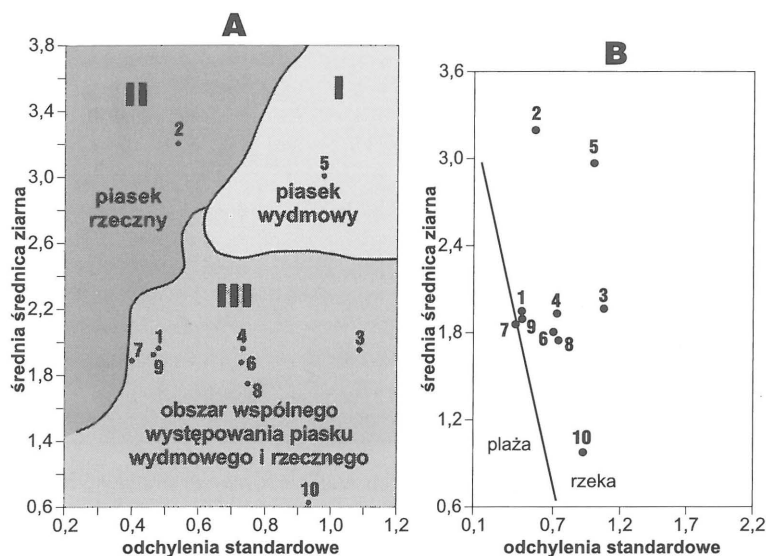 A
średnica średnica ziarna
3,8
3,4
3,0
2,6
2,2
1,8
1,4
0,6
II
I
2
5
piasek
rzeczny
piasek
wydmowy
III
1
4
3
7
9
6
8
obszar wspólnego
występowania piasku
wydmowego i rzecznego
10
0,2
0,4
0,6
0,8
1,0
1,2
odchylenia standardowe
B
średnica średnica ziarna
3,6
3,0
2,4
1,8
1,2
0,6
2
5
1
4
3
7
9
6
8
10
plaża
rzeka
0,1
0,7
1,2
1,7
2,2
odchylenia standardowe